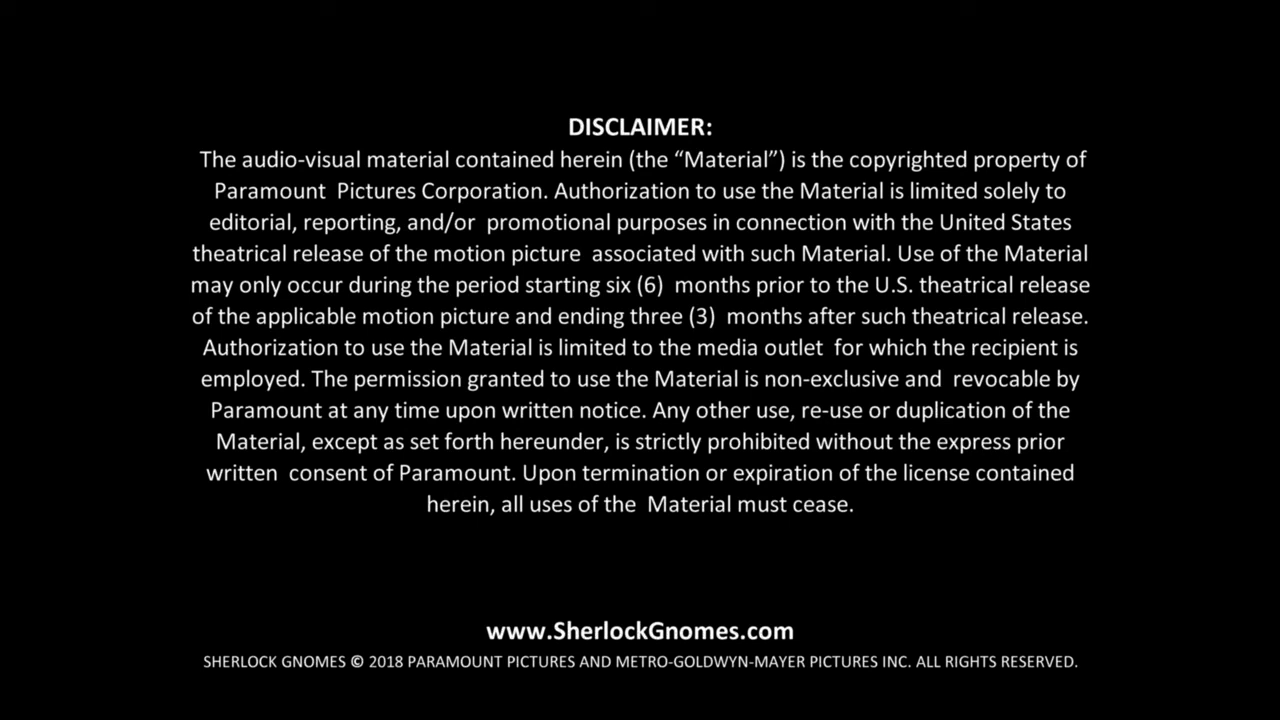 DISCLAIMER:
The audio-visual material contained herein (the “Material”) is the copyrighted property of
Paramount  Pictures Corporation. Authorization to use the Material is limited solely to
editorial, reporting, and/or  promotional purposes in connection with the United States
theatrical release of the motion picture  associated with such Material. Use of the Material
may only occur during the period starting six (6)  months prior to the U.S. theatrical release
of the applicable motion picture and ending three (3)  months after such theatrical release.
Authorization to use the Material is limited to the media outlet  for which the recipient is
employed. The permission granted to use the Material is non-exclusive and  revocable by
Paramount at any time upon written notice. Any other use, re-use or duplication of the
Material, except as set forth hereunder, is strictly prohibited without the express prior
written  consent of Paramount. Upon termination or expiration of the license contained
herein, all uses of the  Material must cease.
www.SherlockGnomes.com
SHERLOCK GNOMES © 2018 PARAMOUNT PICTURES AND METRO-GOLDWYN-MAYER PICTURES INC. ALL RIGHTS RESERVED.